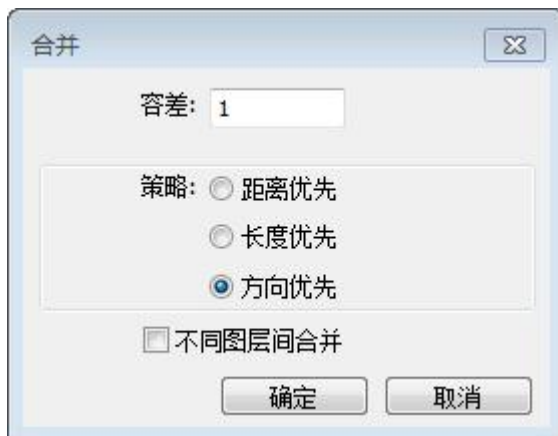 合并
容差: 1
策略: 距离优先
长度优先
方向优先
不同图层间合并
确定 取消